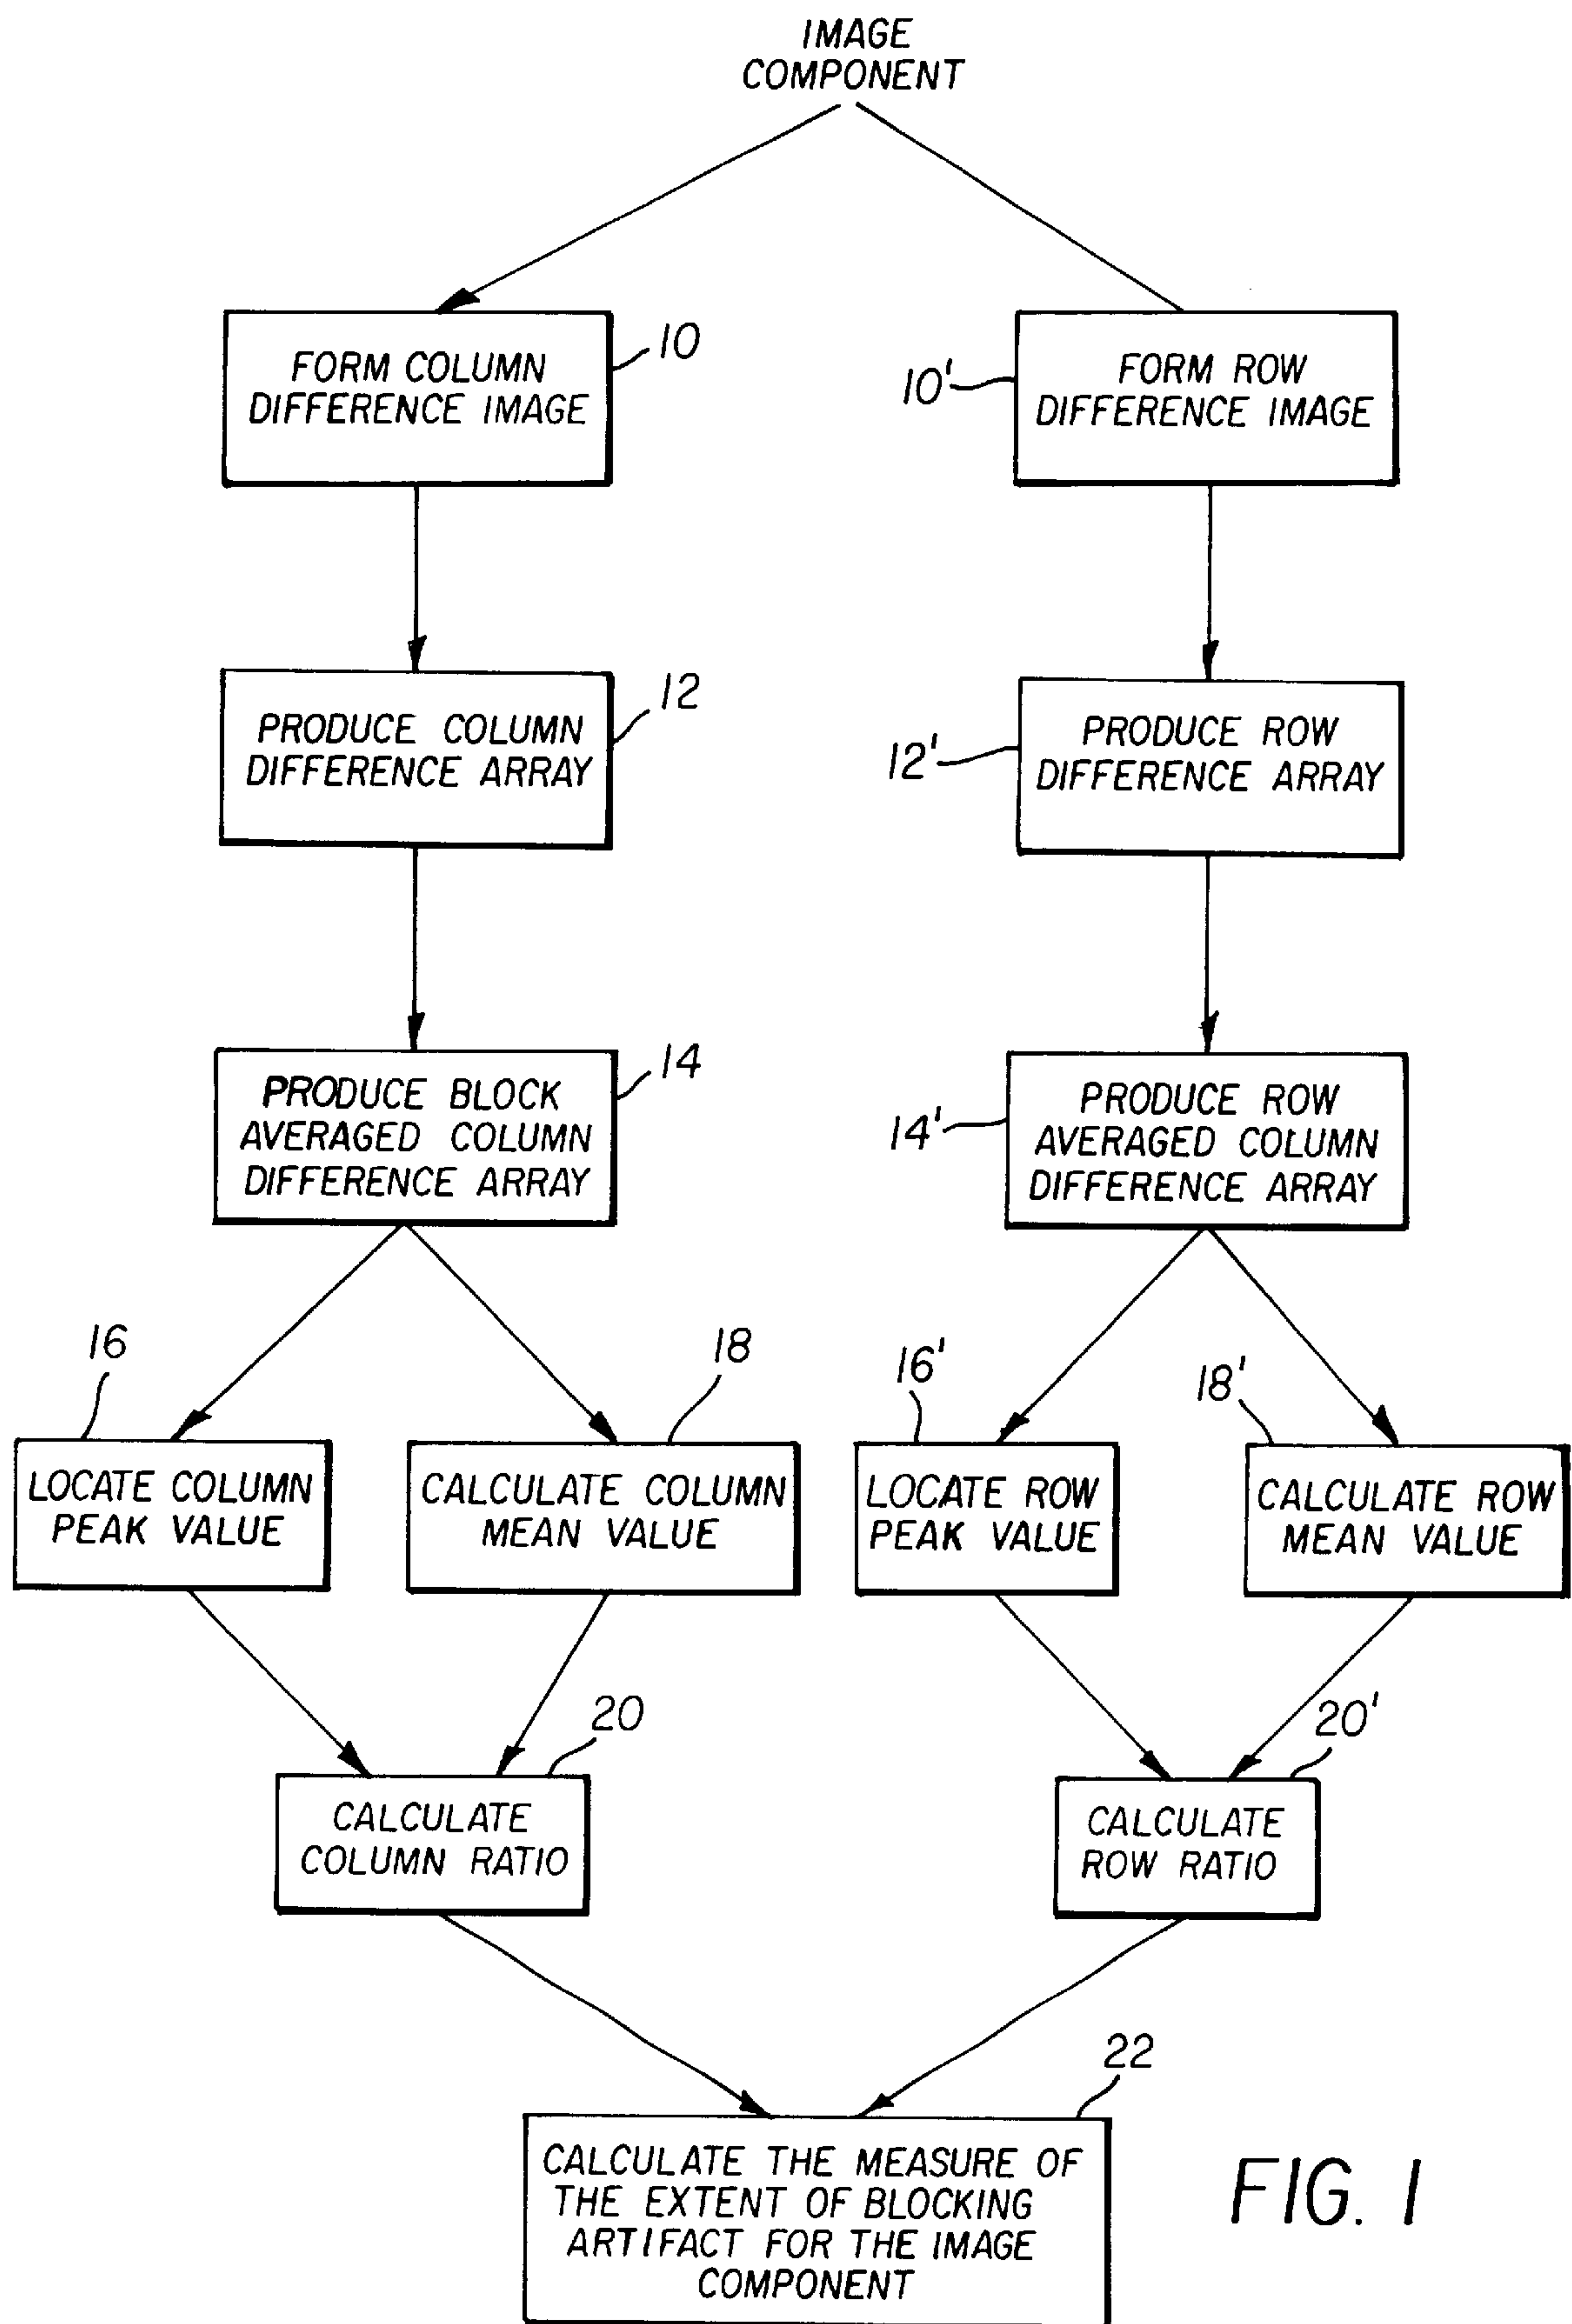 IMAGE
COMPONENT
FORM COLUMN
DIFFERENCE IMAGE
10
FORM ROW
DIFFERENCE IMAGE
10'
PRODUCE COLUMN
DIFFERENCE ARRAY
12
PRODUCE ROW
DIFFERENCE ARRAY
12'
PRODUCE BLOCK
AVERAGED COLUMN
DIFFERENCE ARRAY
14
PRODUCE ROW
AVERAGED COLUMN
DIFFERENCE ARRAY
14'
16
LOCATE COLUMN
PEAK VALUE
18
CALCULATE COLUMN
MEAN VALUE
16'
LOCATE ROW
PEAK VALUE
18'
CALCULATE ROW
MEAN VALUE
20
CALCULATE
COLUMN RATIO
20'
CALCULATE
ROW RATIO
22
CALCULATE THE MEASURE OF
THE EXTENT OF BLOCKING
ARTIFACT FOR THE IMAGE
COMPONENT
FIG. 1